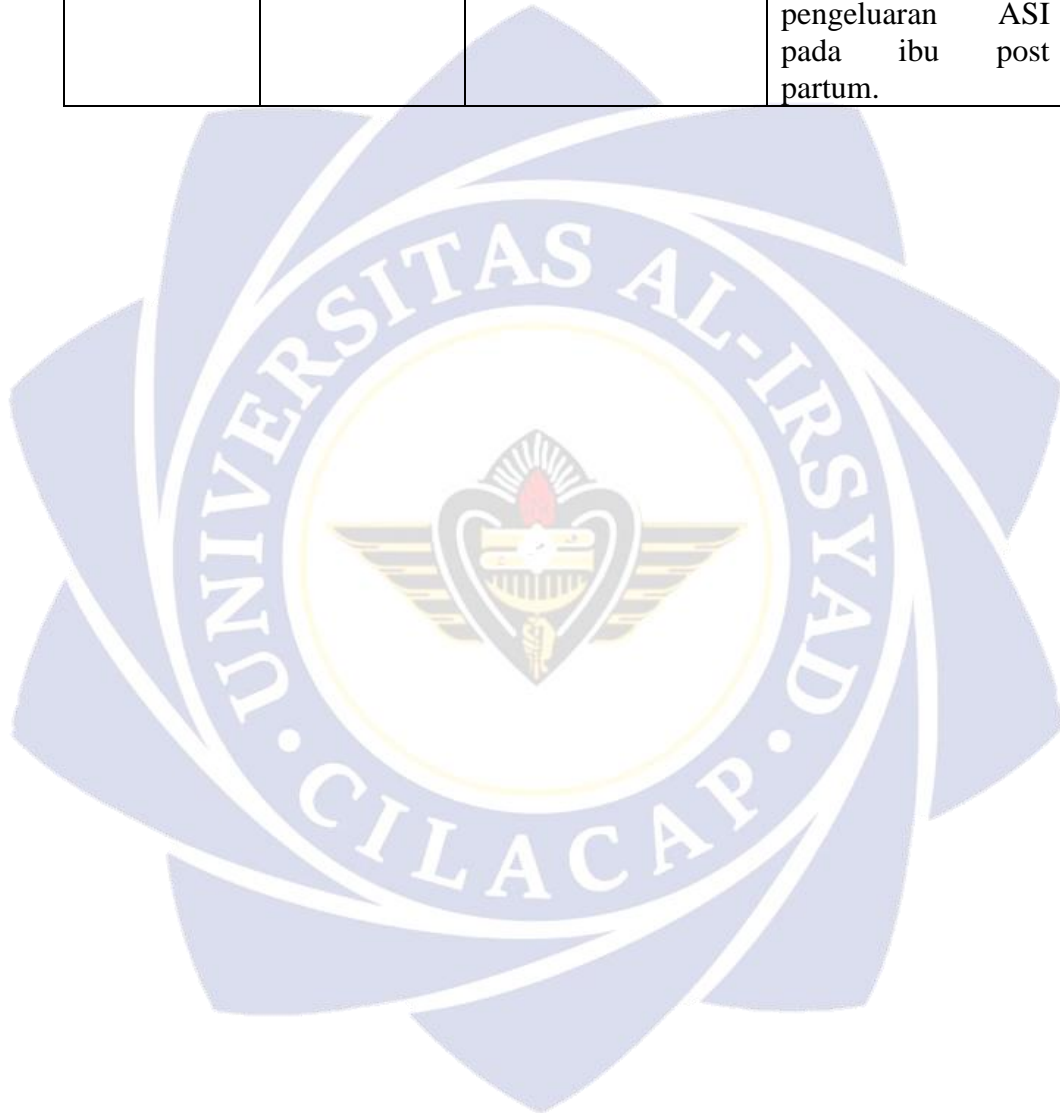 pengeluaran ASI
pada ibu post
partum.
UNIVERSITAS AL-IRSYAD
CILACAP